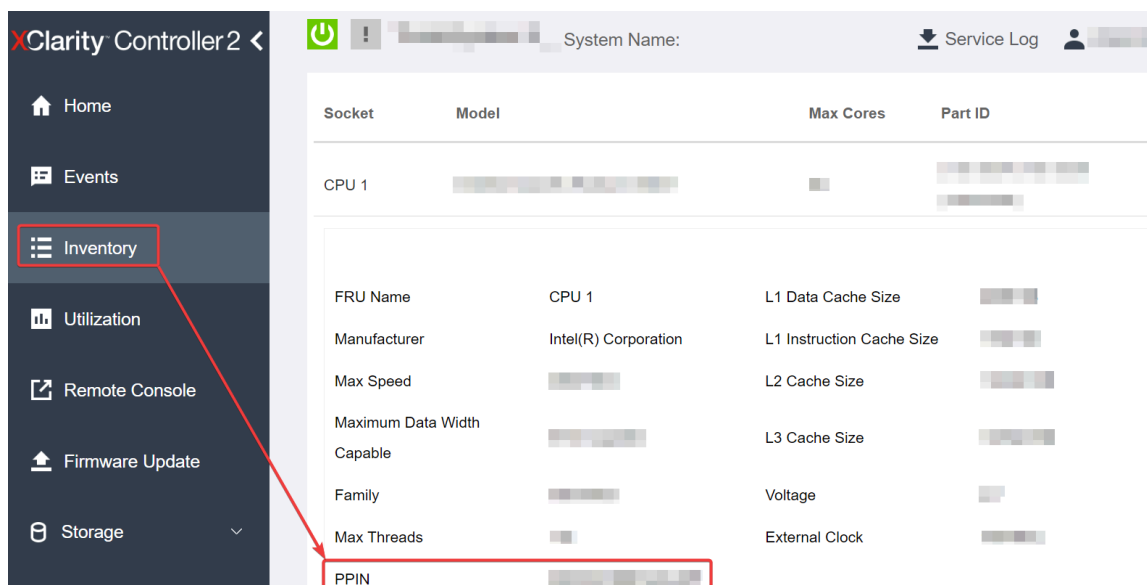 XClarity Controller 2
System Name:
Service Log
Home
Events
Inventory
Utilization
Remote Console
Firmware Update
Storage
Socket Model Max Cores Part ID
CPU 1
FRU Name CPU 1 L1 Data Cache Size
Manufacturer Intel(R) Corporation L1 Instruction Cache Size
Max Speed L2 Cache Size
Maximum Data Width
Capable
L3 Cache Size
Family Voltage
Max Threads External Clock
PPIN